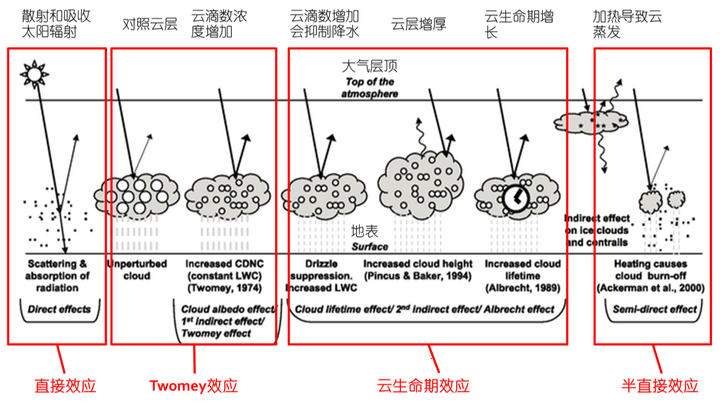 散射和吸收
太阳辐射
对照云层
云滴数浓
度增加
云滴数增加
会抑制降水
云层增厚
云生命期增
长
加热导致云
蒸发
大气层顶
Top of the
atmosphere
地表
Surface
Scattering &
absorption of
radiation
Unperturbed
cloud
Increased CDNC
(constant LWC)
(Twomey, 1974)
Drizzle
suppression.
Increased LWC
Increased cloud height
(Pincus & Baker, 1994)
Increased cloud
lifetime
(Albrecht, 1989)
Indirect effect
on ice clouds
and contrails
Heating causes
cloud burn-off
(Ackerman et al., 2000)
Direct effects
Cloud albedo effect/
1st indirect effect/
Twomey effect
Cloud lifetime effect/ 2nd indirect effect/ Albrecht effect
Semi-direct effect
直接效应
Twomey效应
云生命期效应
半直接效应